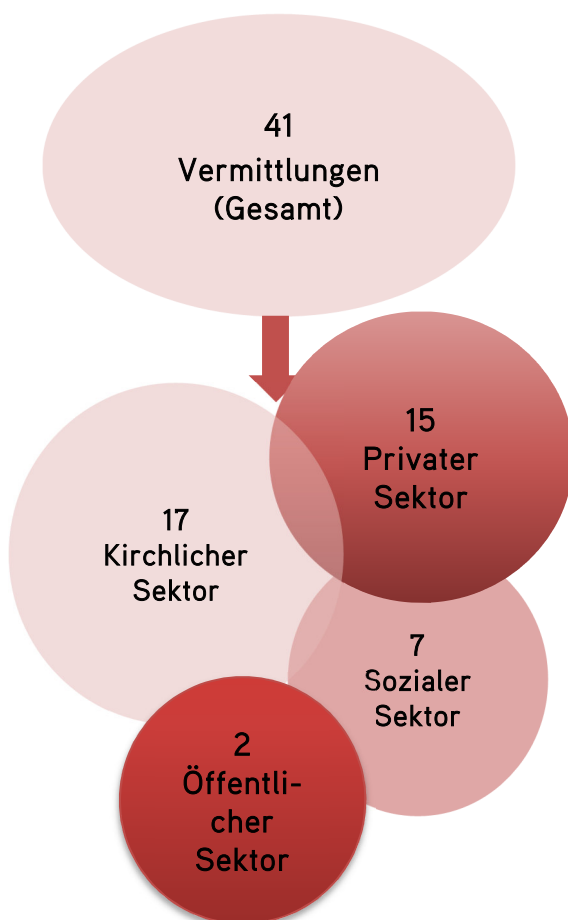 41
Vermittlungen
(Gesamt)
15
Privater
Sektor
17
Kirchlicher
Sektor
7
Sozialer
Sektor
2
Öffentli-
cher
Sektor